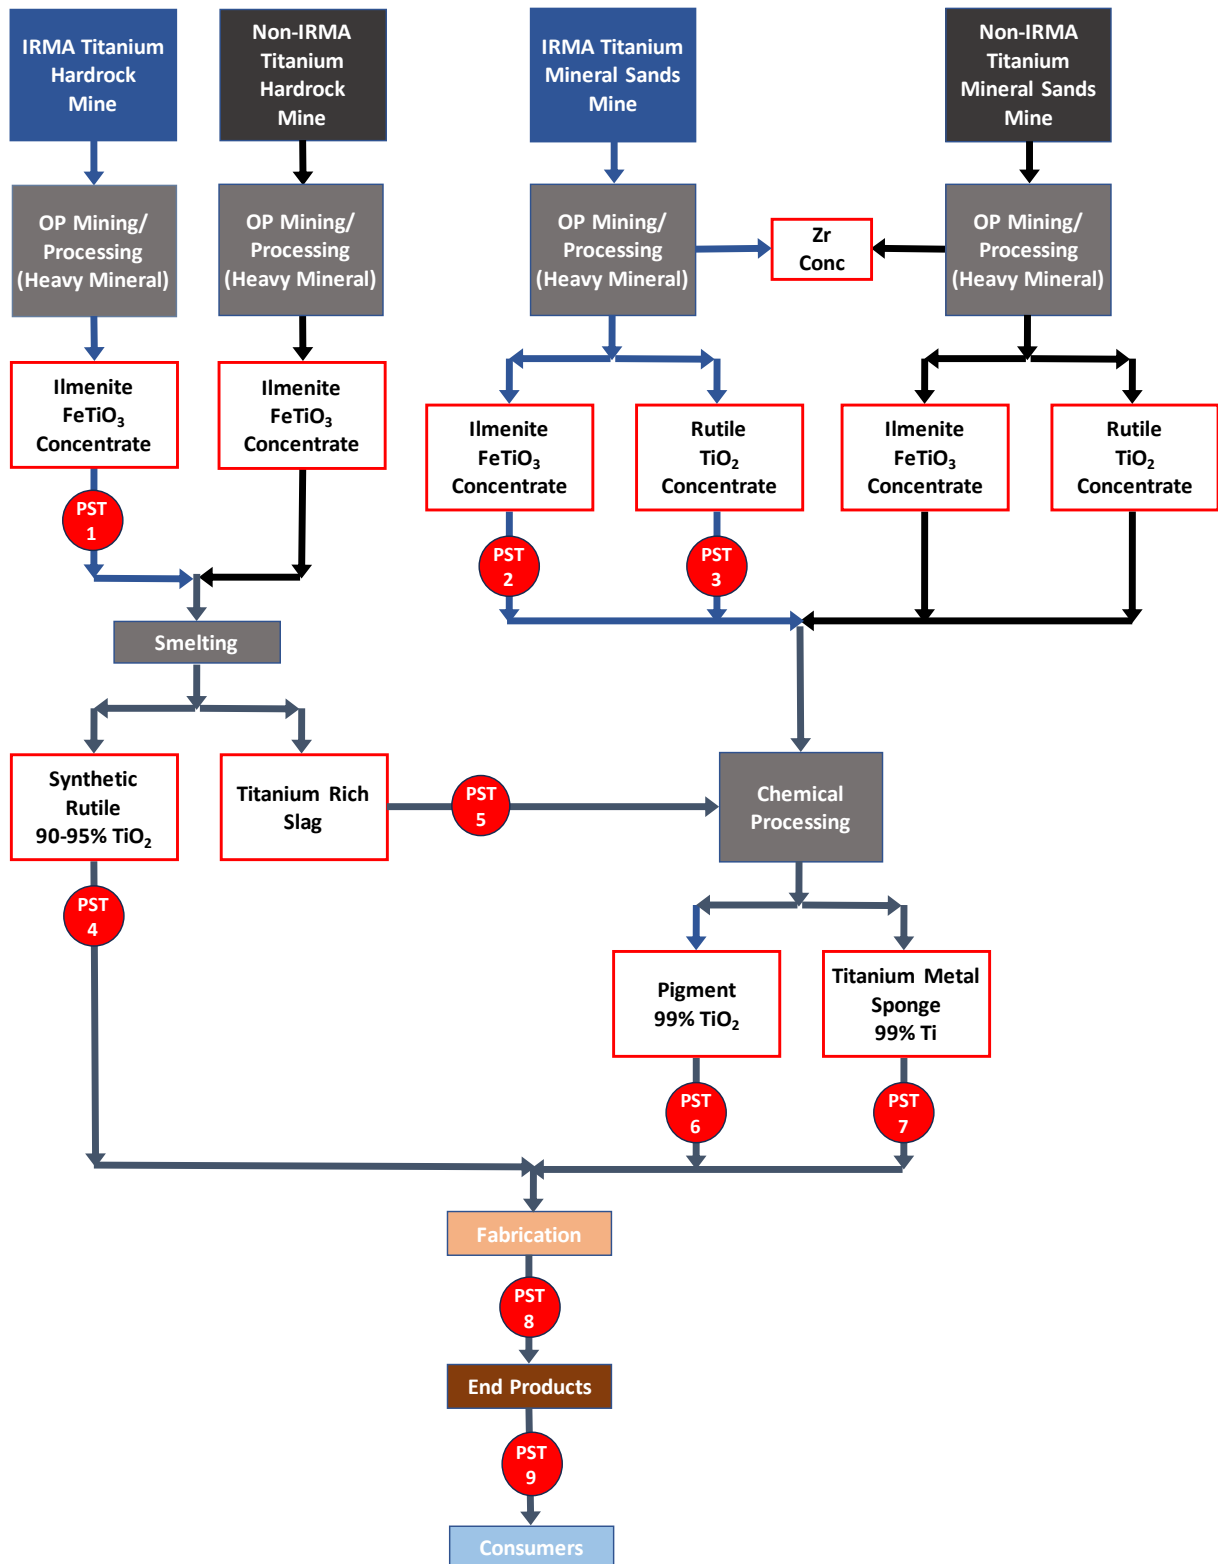 IRMA Titanium
Hardrock
Mine
Non-IRMA
Titanium
Hardrock
Mine
IRMA Titanium
Mineral Sands
Mine
Non-IRMA
Titanium
Mineral Sands
Mine
OP Mining/
Processing
(Heavy Mineral)
OP Mining/
Processing
(Heavy Mineral)
OP Mining/
Processing
(Heavy Mineral)
Zr
Conc
OP Mining/
Processing
(Heavy Mineral)
Ilmenite
FeTiO₃
Concentrate
Ilmenite
FeTiO₃
Concentrate
Ilmenite
FeTiO₃
Concentrate
Rutile
TiO₂
Concentrate
Ilmenite
FeTiO₃
Concentrate
Rutile
TiO₂
Concentrate
PST
1
PST
2
PST
3
Smelting
Synthetic
Rutile
90-95% TiO₂
Titanium Rich
Slag
PST
5
Chemical
Processing
PST
4
Pigment
99% TiO₂
Titanium Metal
Sponge
99% Ti
PST
6
PST
7
Fabrication
PST
8
End Products
PST
9
Consumers